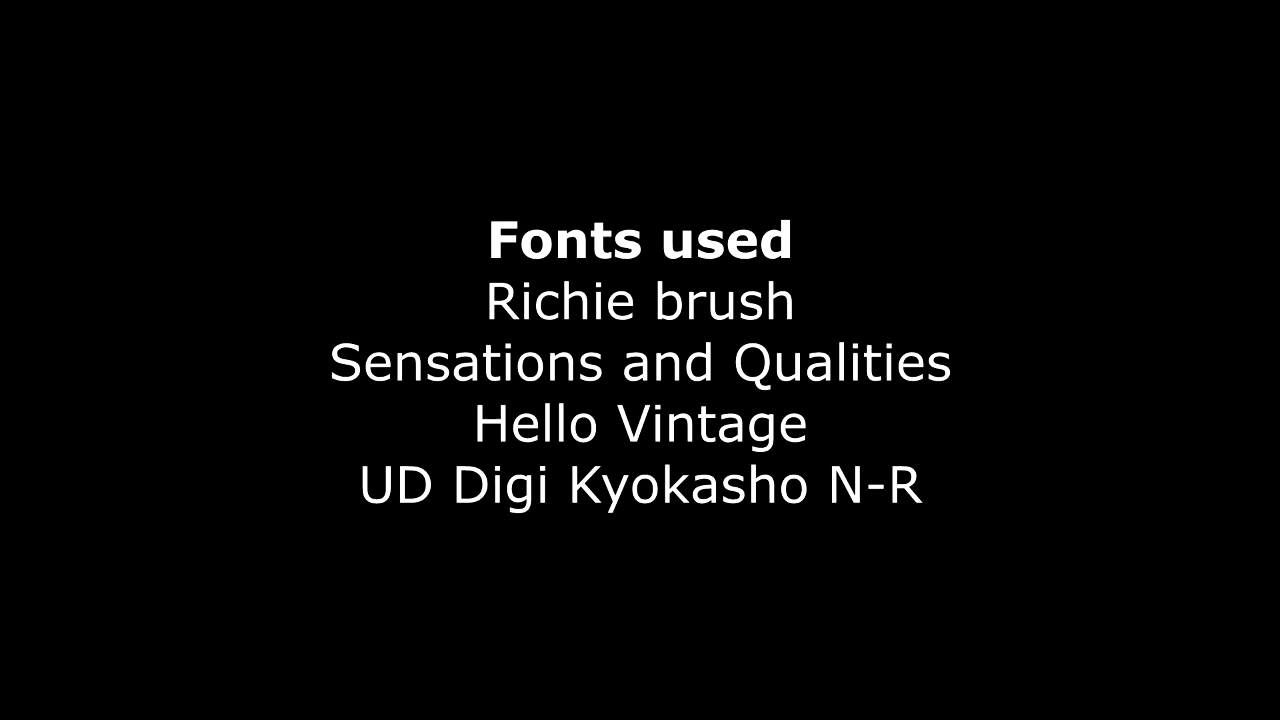 Fonts used
Richie brush
Sensations and Qualities
Hello Vintage
UD Digi Kyokasho N-R